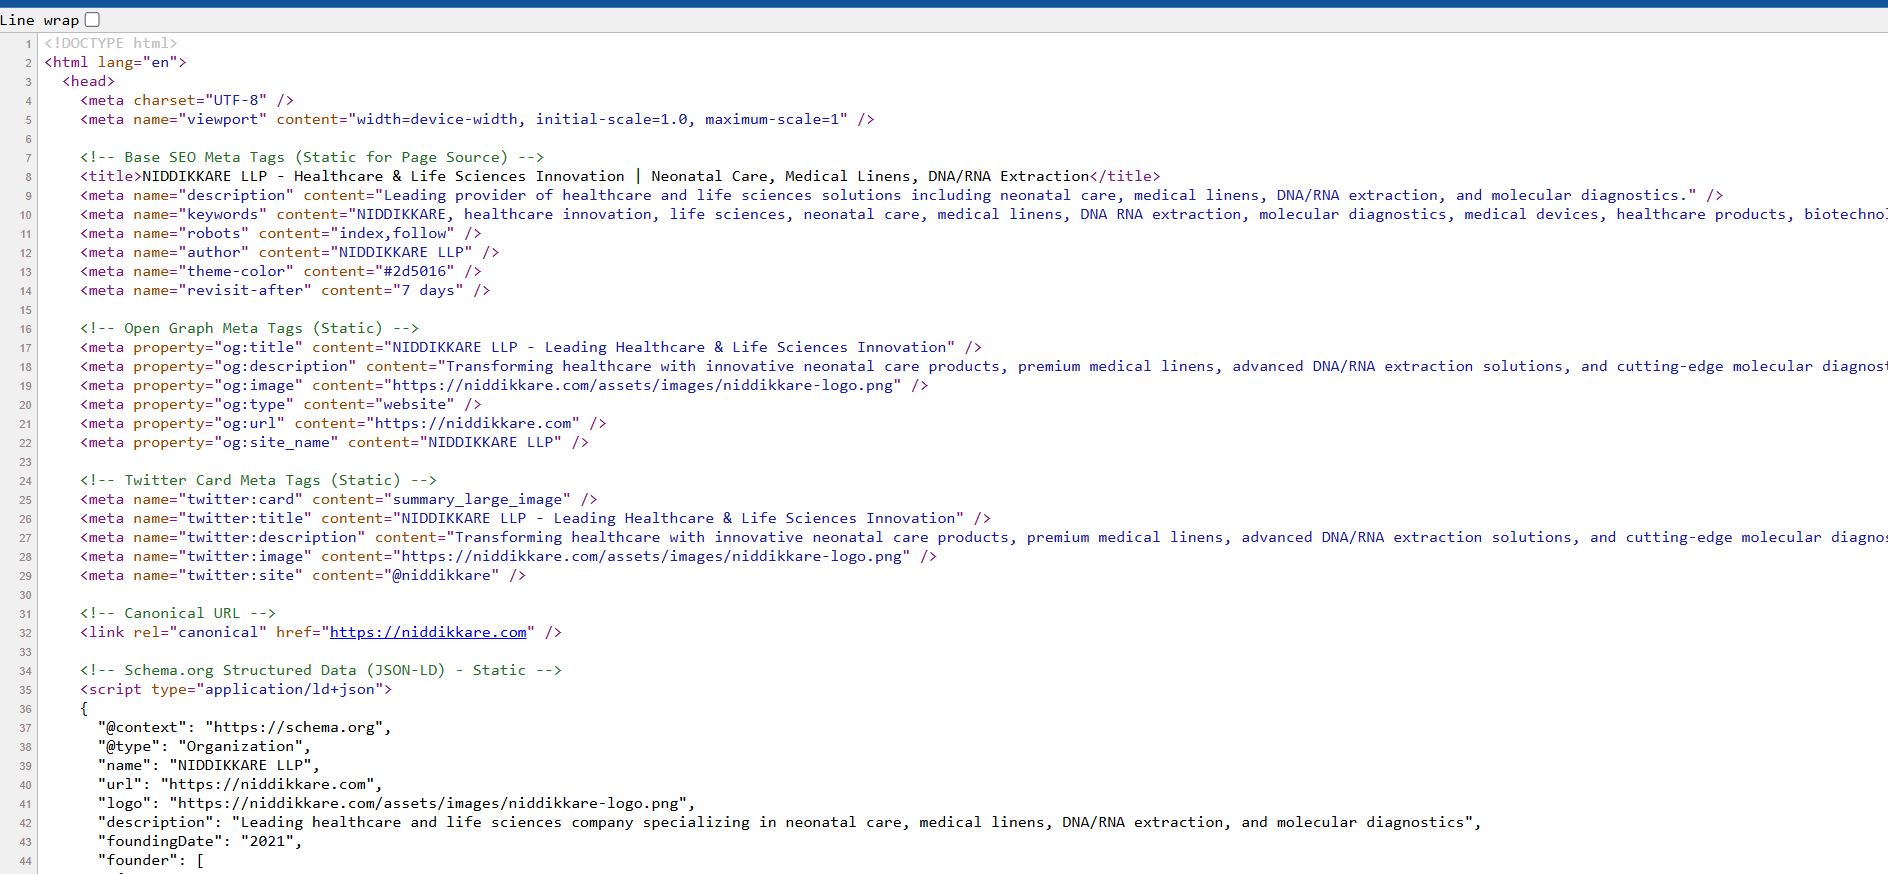 Line wrap
1 <!DOCTYPE html>
2 <html lang="en">
3 <head>
4 <meta charset="UTF-8" />
5 <meta name="viewport" content="width=device-width, initial-scale=1.0, maximum-scale=1" />
6
7 <!-- Base SEO Meta Tags (Static for Page Source) -->
8 <title>NIDDIKKARE LLP - Healthcare & Life Sciences Innovation | Neonatal Care, Medical Linens, DNA/RNA Extraction</title>
9 <meta name="description" content="Leading provider of healthcare and life sciences solutions including neonatal care, medical linens, DNA/RNA extraction, and molecular diagnostics." />
10 <meta name="keywords" content="NIDDIKKARE, healthcare innovation, life sciences, neonatal care, medical linens, DNA RNA extraction, molecular diagnostics, medical devices, healthcare products, biotechnol
11 <meta name="robots" content="index,follow" />
12 <meta name="author" content="NIDDIKKARE LLP" />
13 <meta name="theme-color" content="#2d5016" />
14 <meta name="revisit-after" content="7 days" />
15
16 <!-- Open Graph Meta Tags (Static) -->
17 <meta property="og:title" content="NIDDIKKARE LLP - Leading Healthcare & Life Sciences Innovation" />
18 <meta property="og:description" content="Transforming healthcare with innovative neonatal care products, premium medical linens, advanced DNA/RNA extraction solutions, and cutting-edge molecular diagnost
19 <meta property="og:image" content="https://niddikkare.com/assets/images/niddikkare-logo.png" />
20 <meta property="og:type" content="website" />
21 <meta property="og:url" content="https://niddikkare.com" />
22 <meta property="og:site_name" content="NIDDIKKARE LLP" />
23
24 <!-- Twitter Card Meta Tags (Static) -->
25 <meta name="twitter:card" content="summary_large_image" />
26 <meta name="twitter:title" content="NIDDIKKARE LLP - Leading Healthcare & Life Sciences Innovation" />
27 <meta name="twitter:description" content="Transforming healthcare with innovative neonatal care products, premium medical linens, advanced DNA/RNA extraction solutions, and cutting-edge molecular diagnos
28 <meta name="twitter:image" content="https://niddikkare.com/assets/images/niddikkare-logo.png" />
29 <meta name="twitter:site" content="@niddikkare" />
30
31 <!-- Canonical URL -->
32 <link rel="canonical" href="https://niddikkare.com" />
33
34 <!-- Schema.org Structured Data (JSON-LD) - Static -->
35 <script type="application/ld+json">
36 {
37 "@context": "https://schema.org",
38 "@type": "Organization",
39 "name": "NIDDIKKARE LLP",
40 "url": "https://niddikkare.com",
41 "logo": "https://niddikkare.com/assets/images/niddikkare-logo.png",
42 "description": "Leading healthcare and life sciences company specializing in neonatal care, medical linens, DNA/RNA extraction, and molecular diagnostics",
43 "foundingDate": "2021",
44 "founder": [